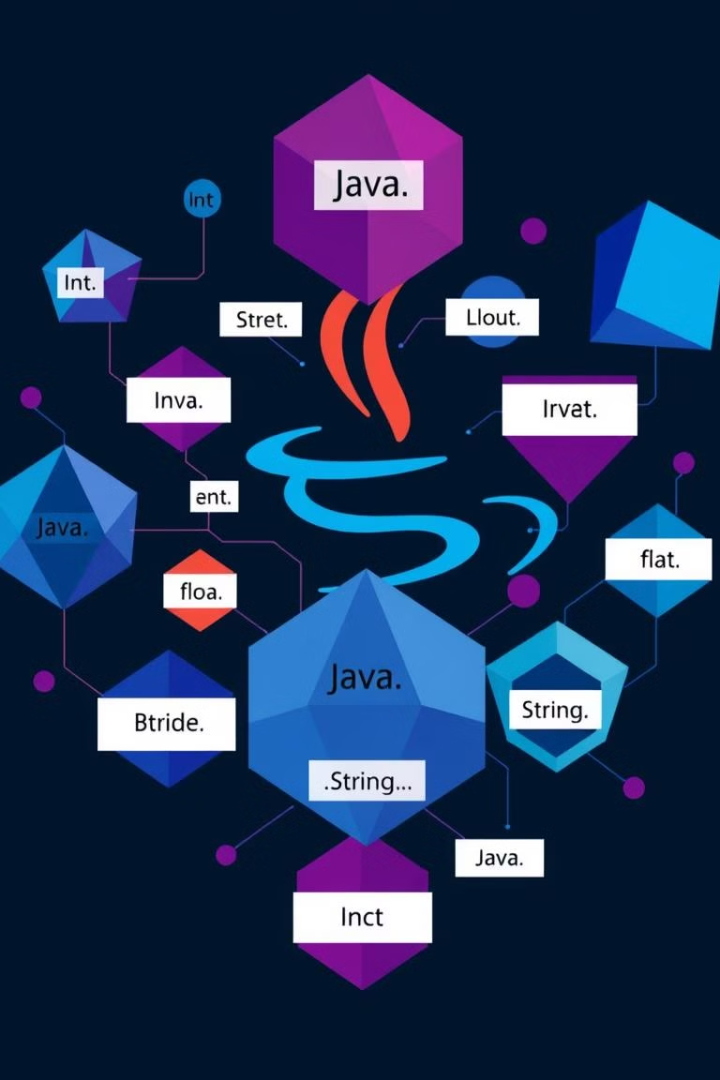 Java.
Int
Int.
Stret.
Llout.
Inva.
Irvat.
ent.
Java.
flat.
floa.
Java.
String.
Btride.
.String...
Java.
Inct